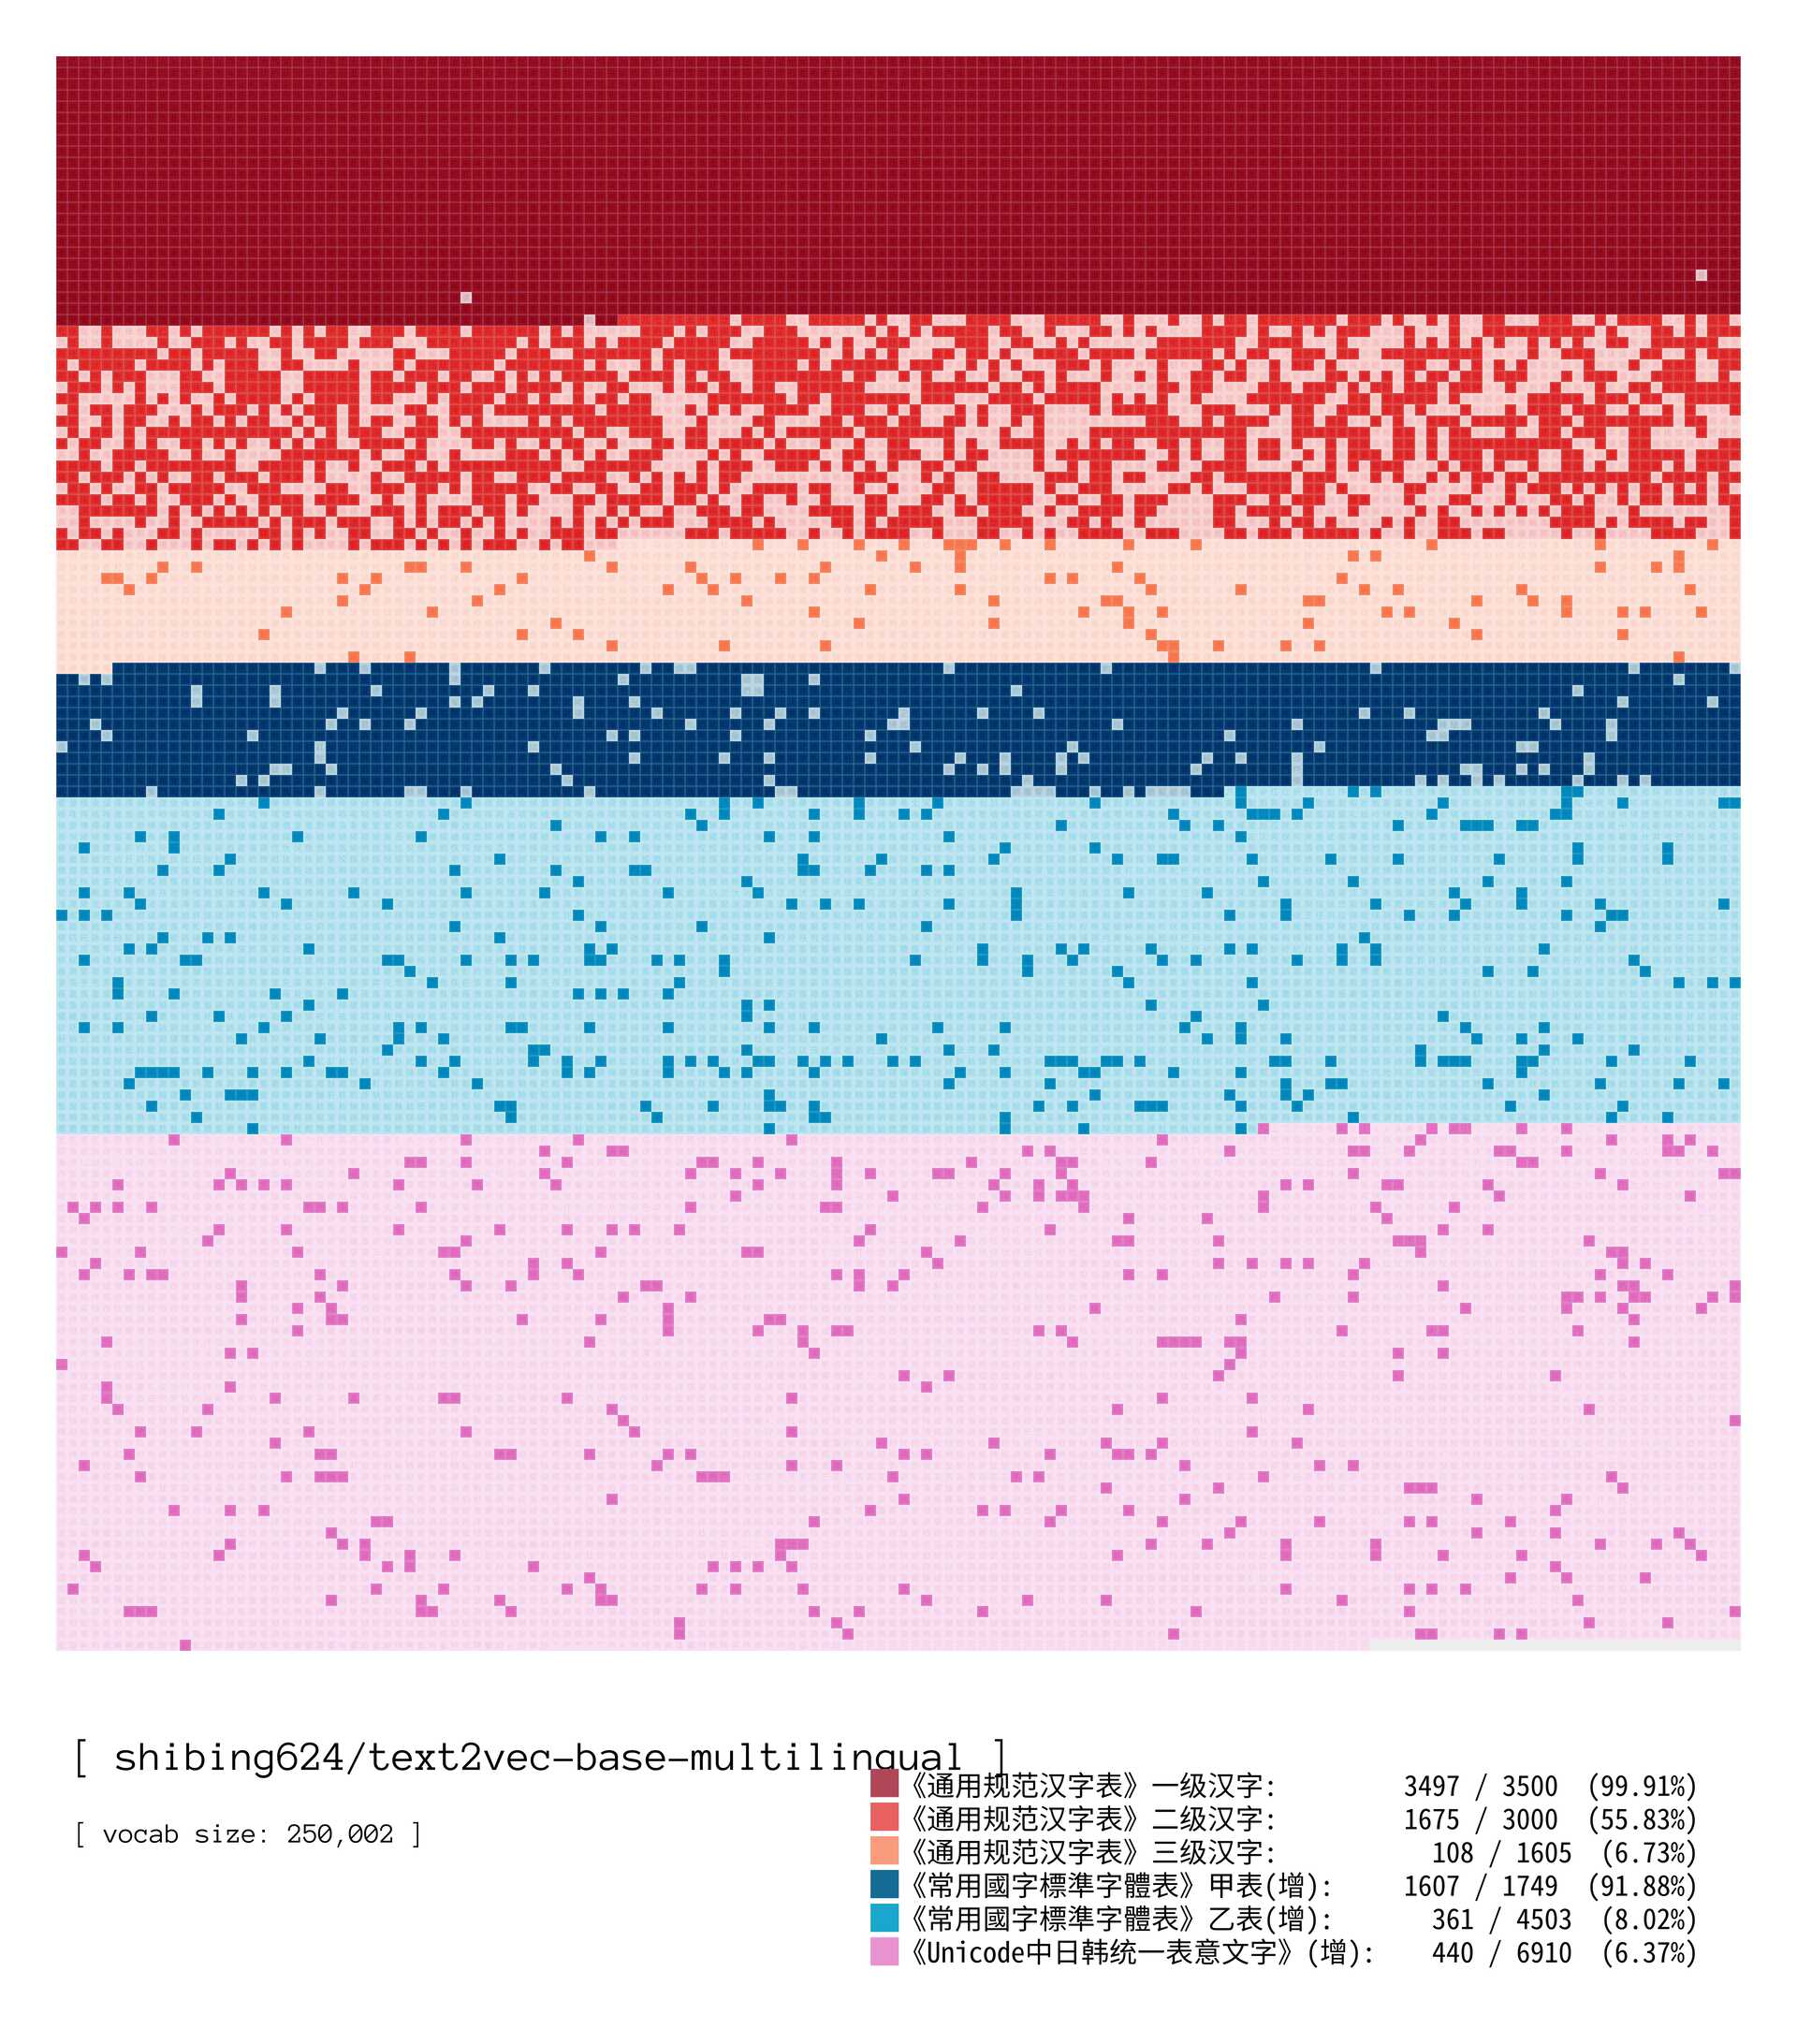 [ shibing624/text2vec-base-multilingual ]
[ vocab size: 250,002 ]
《通用规范汉字表》一级汉字: 3497 / 3500 (99.91%)
《通用规范汉字表》二级汉字: 1675 / 3000 (55.83%)
《通用规范汉字表》三级汉字: 108 / 1605 (6.73%)
《常用國字標準字體表》甲表(增): 1607 / 1749 (91.88%)
《常用國字標準字體表》乙表(增): 361 / 4503 (8.02%)
《Unicode中日韩统一表意文字》(增): 440 / 6910 (6.37%)